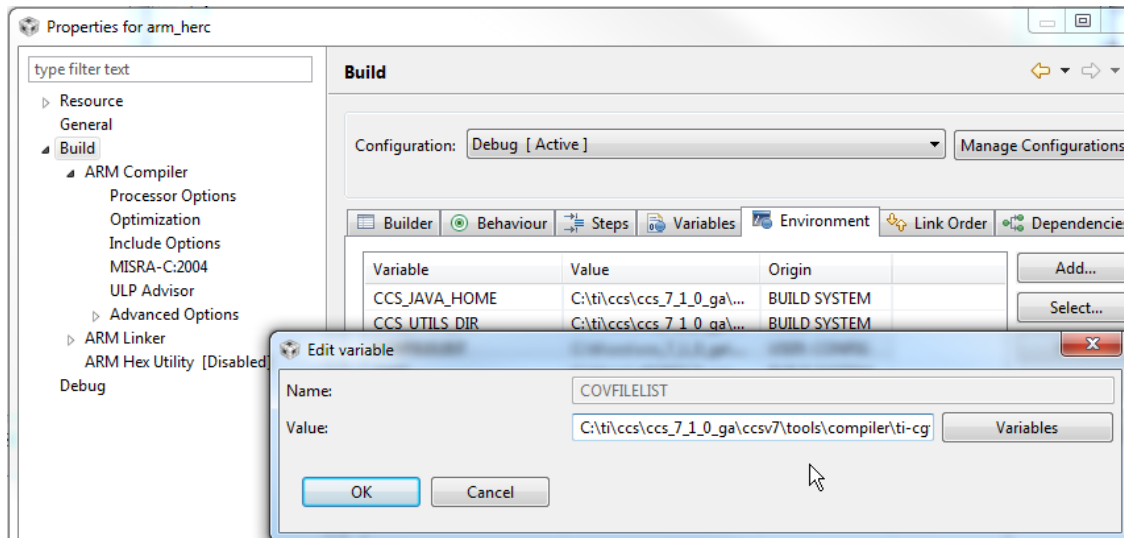 Properties for arm_herc
type filter text
Resource
General
Build
ARM Compiler
Processor Options
Optimization
Include Options
MISRA-C:2004
ULP Advisor
Advanced Options
ARM Linker
ARM Hex Utility [Disabled]
Debug
Build
Configuration: Debug [ Active ] Manage Configurations
Builder Behaviour Steps Variables Environment Link Order Dependencies
Variable Value Origin
CCS_JAVA_HOME C:\ti\ccs\ccs_7_1_0_ga\... BUILD SYSTEM
CCS_UTILS_DIR C:\ti\ccs\ccs_7_1_0_ga\... BUILD SYSTEM
Add...
Select...
Edit variable
Name: COVFILELIST
Value: C:\ti\ccs\ccs_7_1_0_ga\ccsv7\tools\compiler\ti-cg Variables
OK Cancel